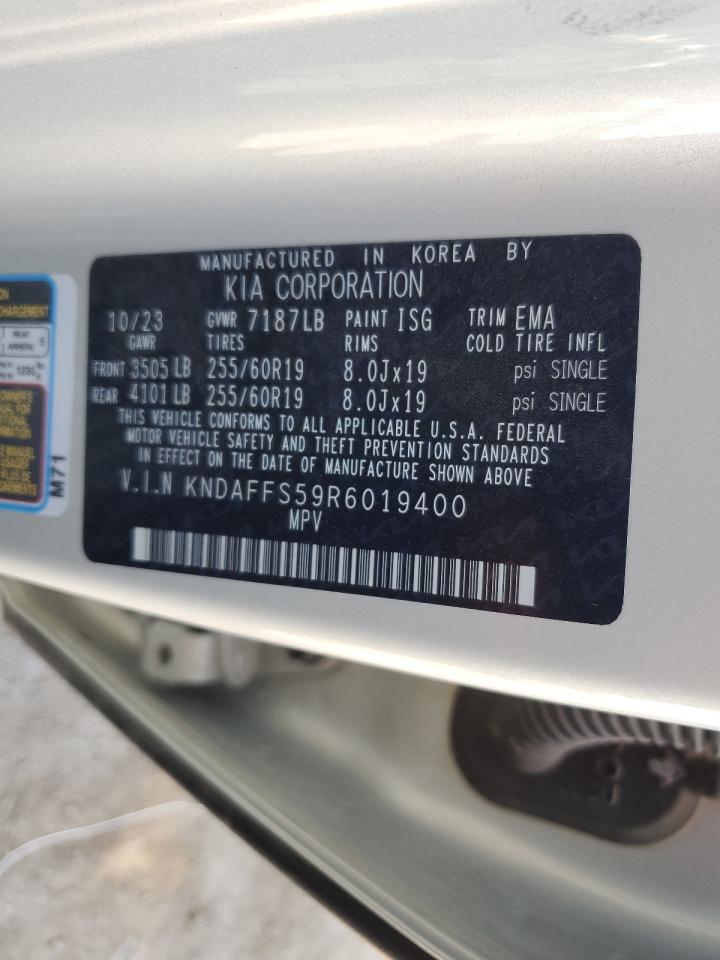 MANUFACTURED IN KOREA BY
KIA CORPORATION
10/23 GVWR 7187LB PAINT ISG TRIM EMA
GAWR TIRES RIMS COLD TIRE INFL
FRONT 3505 LB 255/60R19 8.0Jx19 psi SINGLE
REAR 4101 LB 255/60R19 8.0Jx19 psi SINGLE
THIS VEHICLE CONFORMS TO ALL APPLICABLE U.S.A. FEDERAL
MOTOR VEHICLE SAFETY AND THEFT PREVENTION STANDARDS
IN EFFECT ON THE DATE OF MANUFACTURE SHOWN ABOVE
V.I.N KNDAFFS59R6019400
MPV
M71